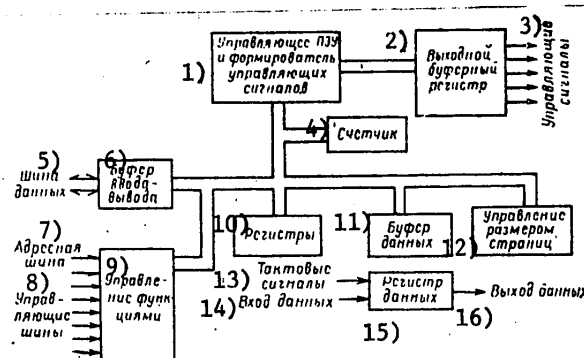 1)
Управляющее ПЗУ
и формирователь
управляющих
сигналов
2)
Выходной
буферный
регистр
3)
Управляющие
сигналы
4)
Счетчик
5)
Шина
данных
6)
Буфер
ввода-
вывода
7)
Адресная
шина
8)
Управ-
ляющие
шины
9)
Управле-
ние функ-
циями
10)
Регистры
11)
Буфер
данных
12)
Управление
размером
страниц
13)
Тактовые
сигналы
14)
Вход данных
Регистр
данных
15)
16)
Выход данных